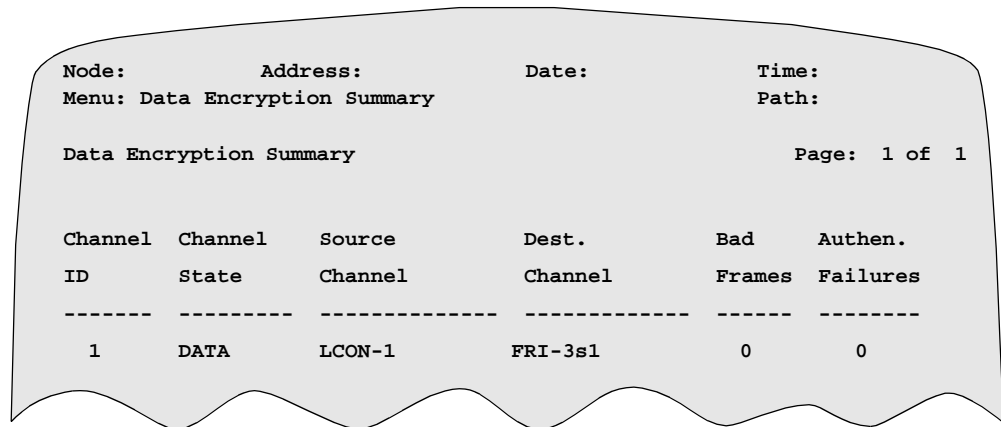 Node: Address: Date: Time:
Menu: Data Encryption Summary Path:
Data Encryption Summary Page: 1 of 1
Channel Channel Source Dest. Bad Authen.
ID State Channel Channel Frames Failures
------- --------- -------------- ------------- ------ --------
1 DATA LCON-1 FRI-3s1 0 0